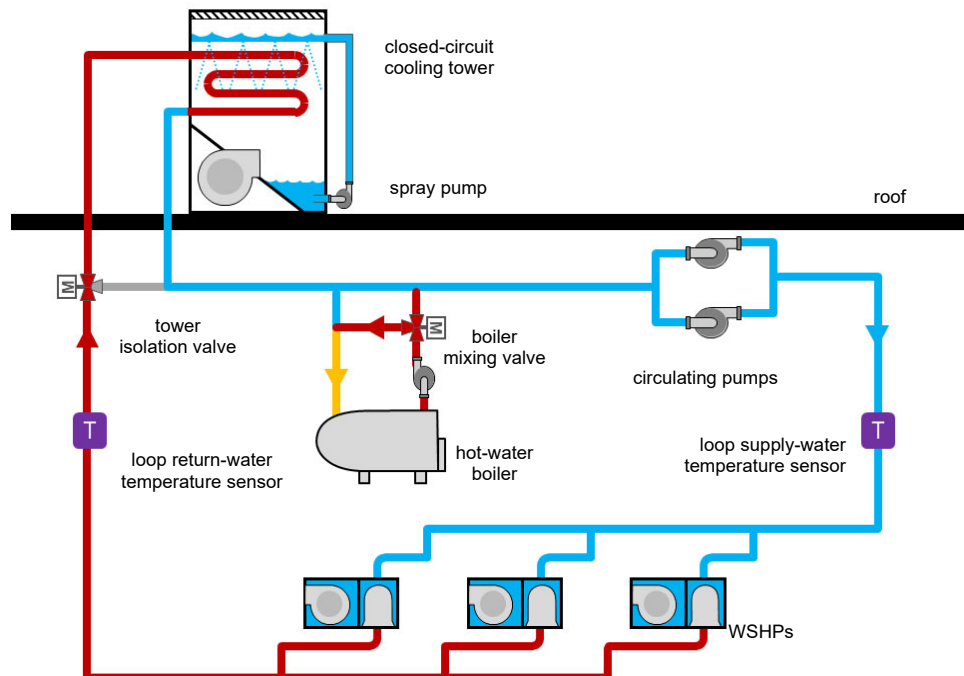 closed-circuit
cooling tower
spray pump
roof
M
tower
isolation valve
M
boiler
mixing valve
circulating pumps
T
loop return-water
temperature sensor
hot-water
boiler
loop supply-water
temperature sensor
T
WSHPs